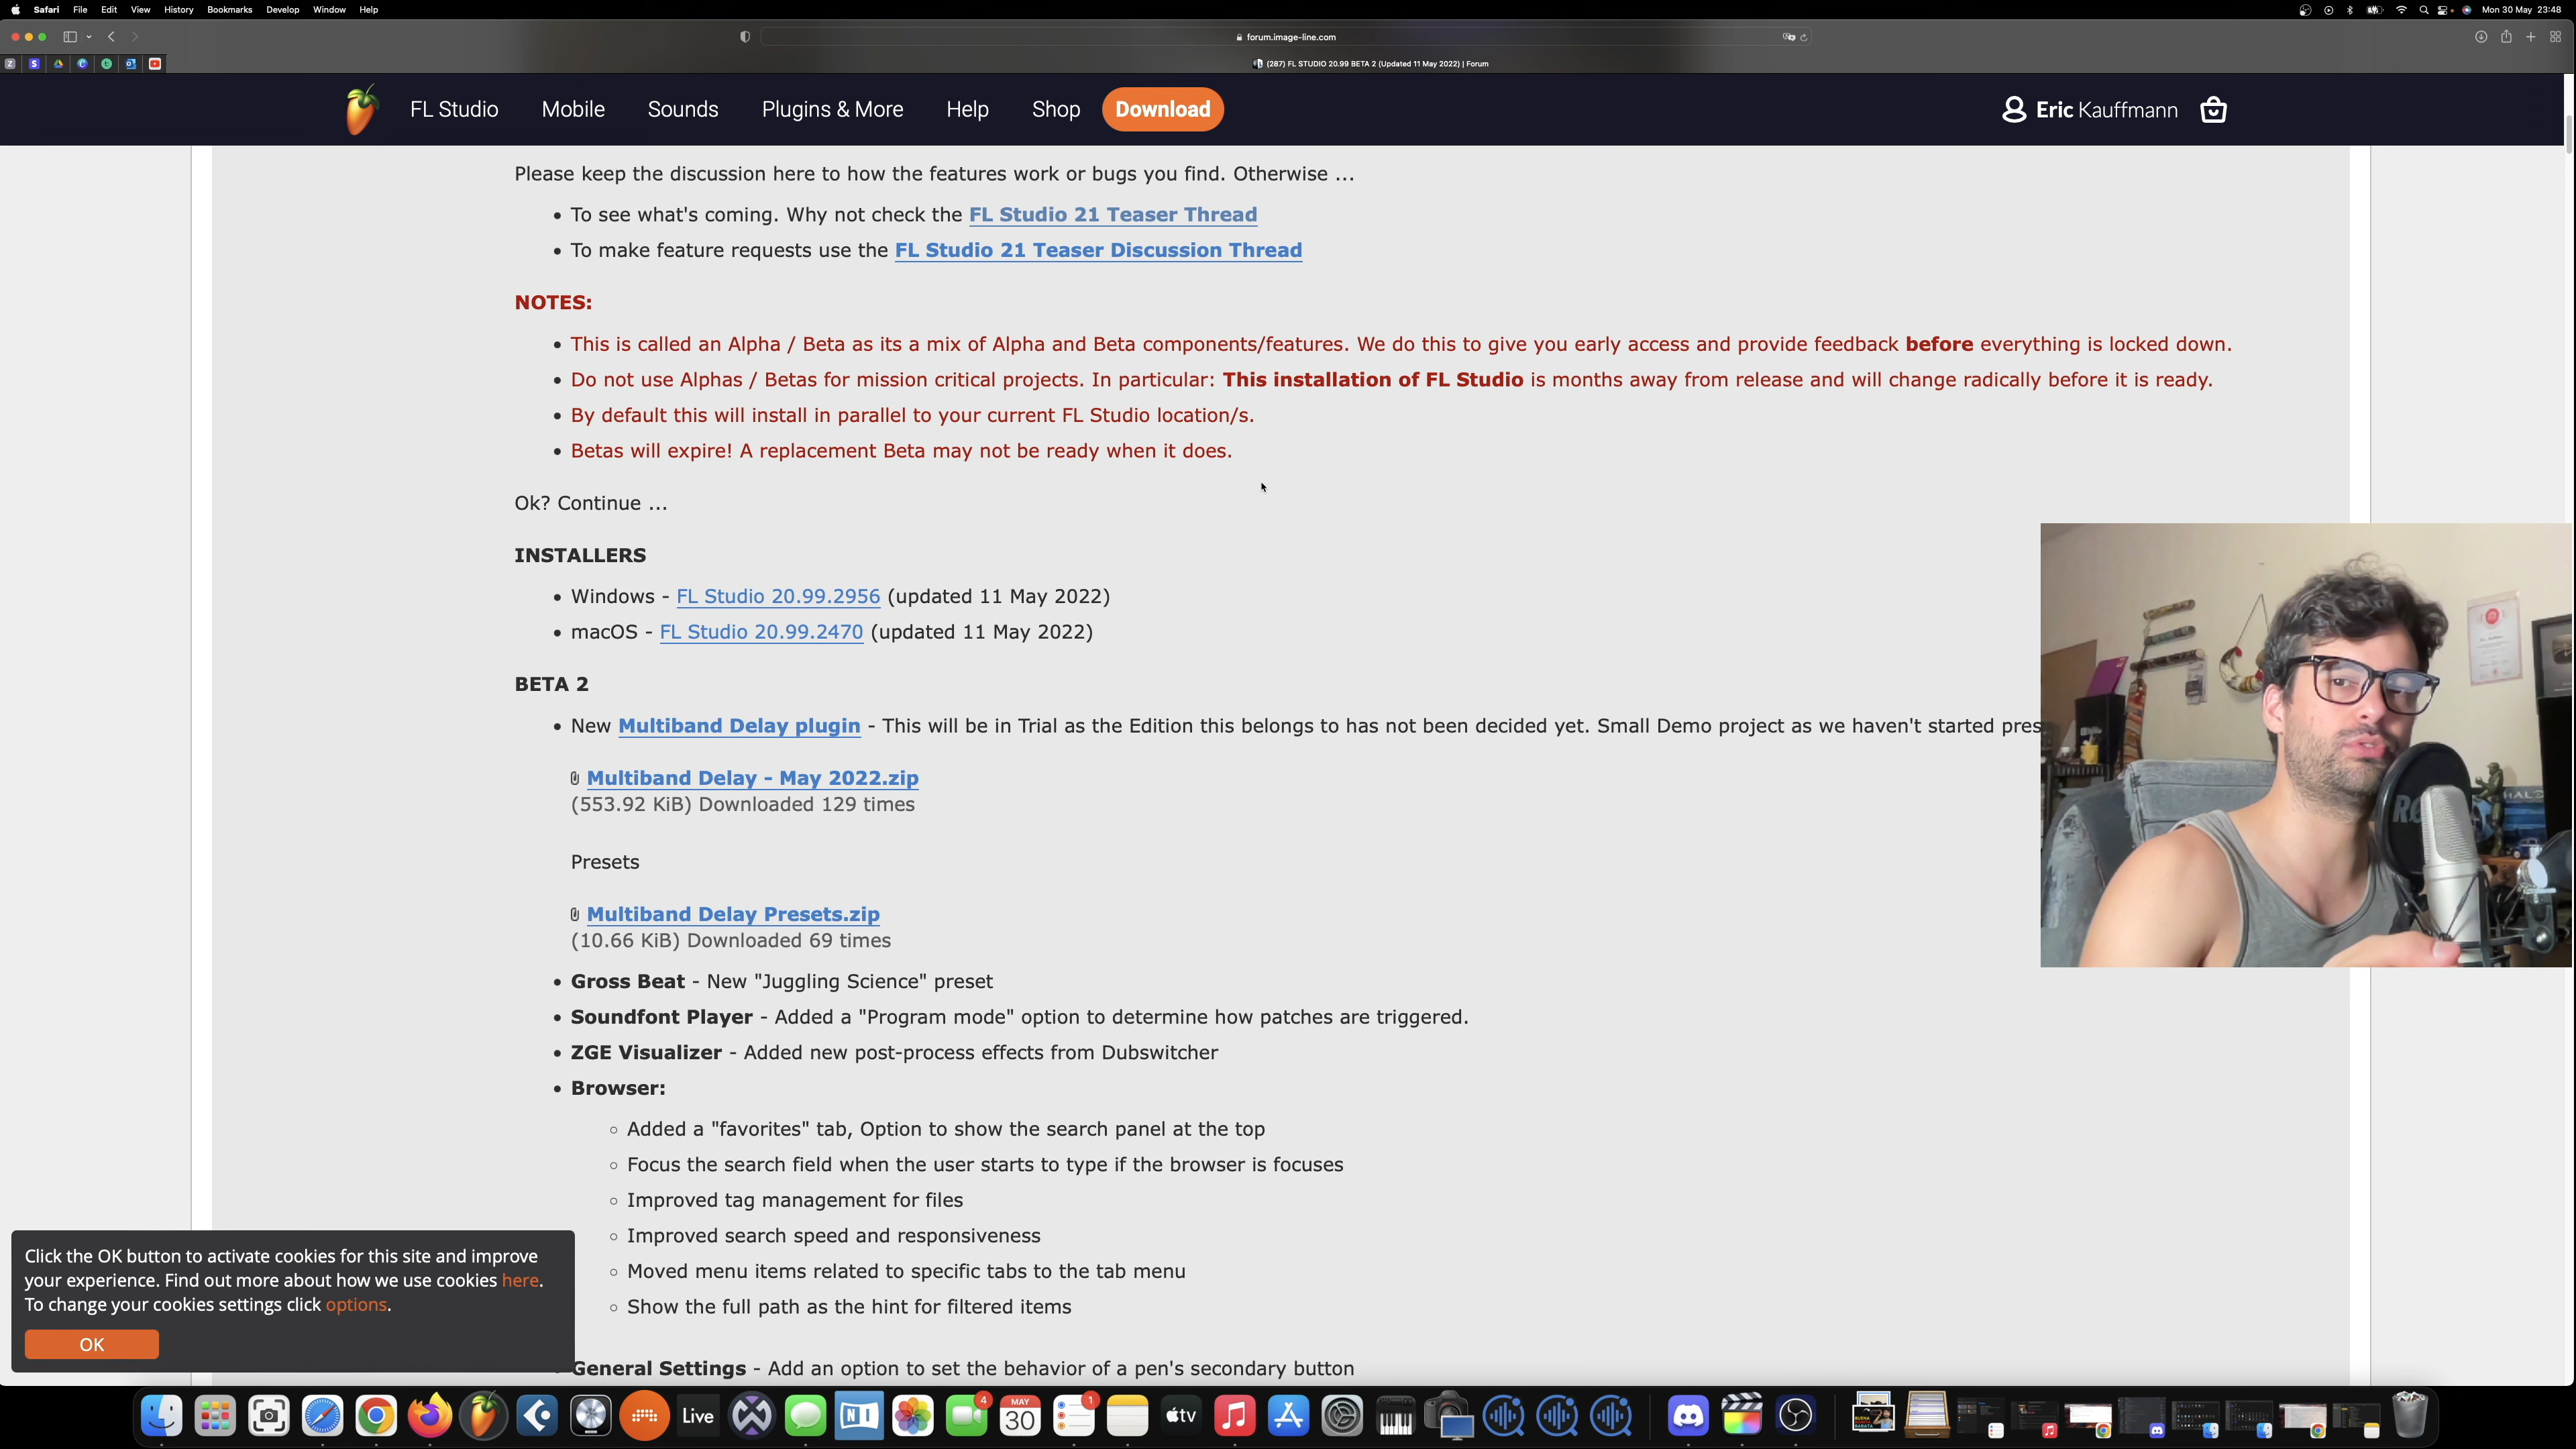 Safari File Edit View History Bookmarks Develop Window Help
Mon 30 May 23:48
forum.image-line.com
(287) FL STUDIO 20.99 BETA 2 (Updated 11 May 2022) | Forum
FL Studio Mobile Sounds Plugins & More Help Shop Download
Eric Kauffmann
Please keep the discussion here to how the features work or bugs you find. Otherwise ...
To see what's coming. Why not check the FL Studio 21 Teaser Thread
To make feature requests use the FL Studio 21 Teaser Discussion Thread
NOTES:
This is called an Alpha / Beta as its a mix of Alpha and Beta components/features. We do this to give you early access and provide feedback before everything is locked down.
Do not use Alphas / Betas for mission critical projects. In particular: This installation of FL Studio is months away from release and will change radically before it is ready.
By default this will install in parallel to your current FL Studio location/s.
Betas will expire! A replacement Beta may not be ready when it does.
Ok? Continue ...
INSTALLERS
Windows - FL Studio 20.99.2956 (updated 11 May 2022)
macOS - FL Studio 20.99.2470 (updated 11 May 2022)
BETA 2
New Multiband Delay plugin - This will be in Trial as the Edition this belongs to has not been decided yet. Small Demo project as we haven't started pres
Multiband Delay - May 2022.zip
(553.92 KiB) Downloaded 129 times
HALO
Presets
Multiband Delay Presets.zip
(10.66 KiB) Downloaded 69 times
Gross Beat - New "Juggling Science" preset
Soundfont Player - Added a "Program mode" option to determine how patches are triggered.
ZGE Visualizer - Added new post-process effects from Dubswitcher
Browser:
Added a "favorites" tab, Option to show the search panel at the top
Focus the search field when the user starts to type if the browser is focuses
Improved tag management for files
Improved search speed and responsiveness
Moved menu items related to specific tabs to the tab menu
Show the full path as the hint for filtered items
General Settings - Add an option to set the behavior of a pen's secondary button
Click the OK button to activate cookies for this site and improve
your experience. Find out more about how we use cookies here.
To change your cookies settings click options.
OK
Live
NI
4
MAY
30
1
tv